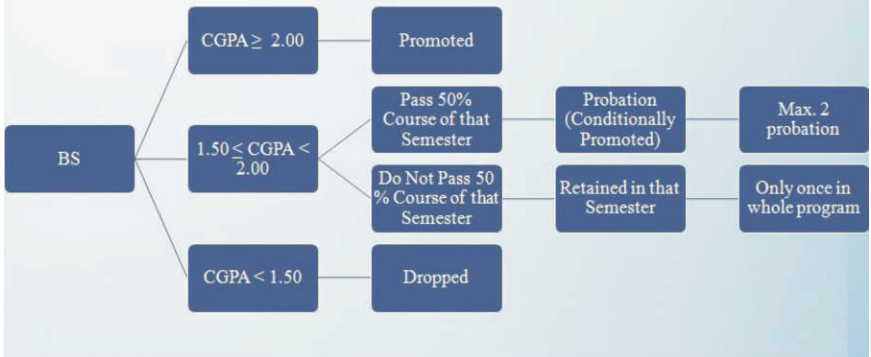 BS
CGPA ≥ 2.00
Promoted
1.50 ≤ CGPA <
2.00
Pass 50%
Course of that
Semester
Probation
(Conditionally
Promoted)
Max. 2
probation
Do Not Pass 50
% Course of that
Semester
Retained in that
Semester
Only once in
whole program
CGPA < 1.50
Dropped